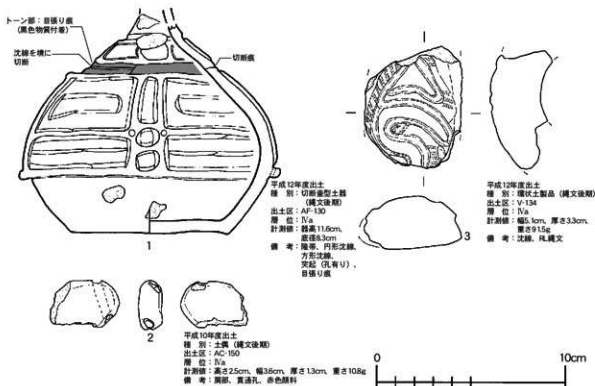 トーン部:目張り痕
(黒色物質付着)
沈線を境に
切断
切断痕
1
平成12年度出土
種 別:切断壺型土器
(縄文後期)
出土区:AF-130
層 位:Ⅳa
計測値:器高11.6cm、
底径8.3cm
備 考:隆帯、円形沈線、
方形沈線、
突起(孔有り)、
目張り痕
3
平成12年度出土
種 別:環状土製品(縄文後期)
出土区:V-134
層 位:Ⅳa
計測値:幅5.1cm、厚さ3.3cm、
重さ91.5g
備 考:沈線、RL縄文
2
平成10年度出土
種 別:土偶(縄文後期)
出土区:AC-150
層 位:Ⅳa
計測値:高さ2.5cm、幅3.6cm、厚さ1.3cm、重さ10.8g
備 考:肩部、貫通孔、赤色顔料
0
10cm